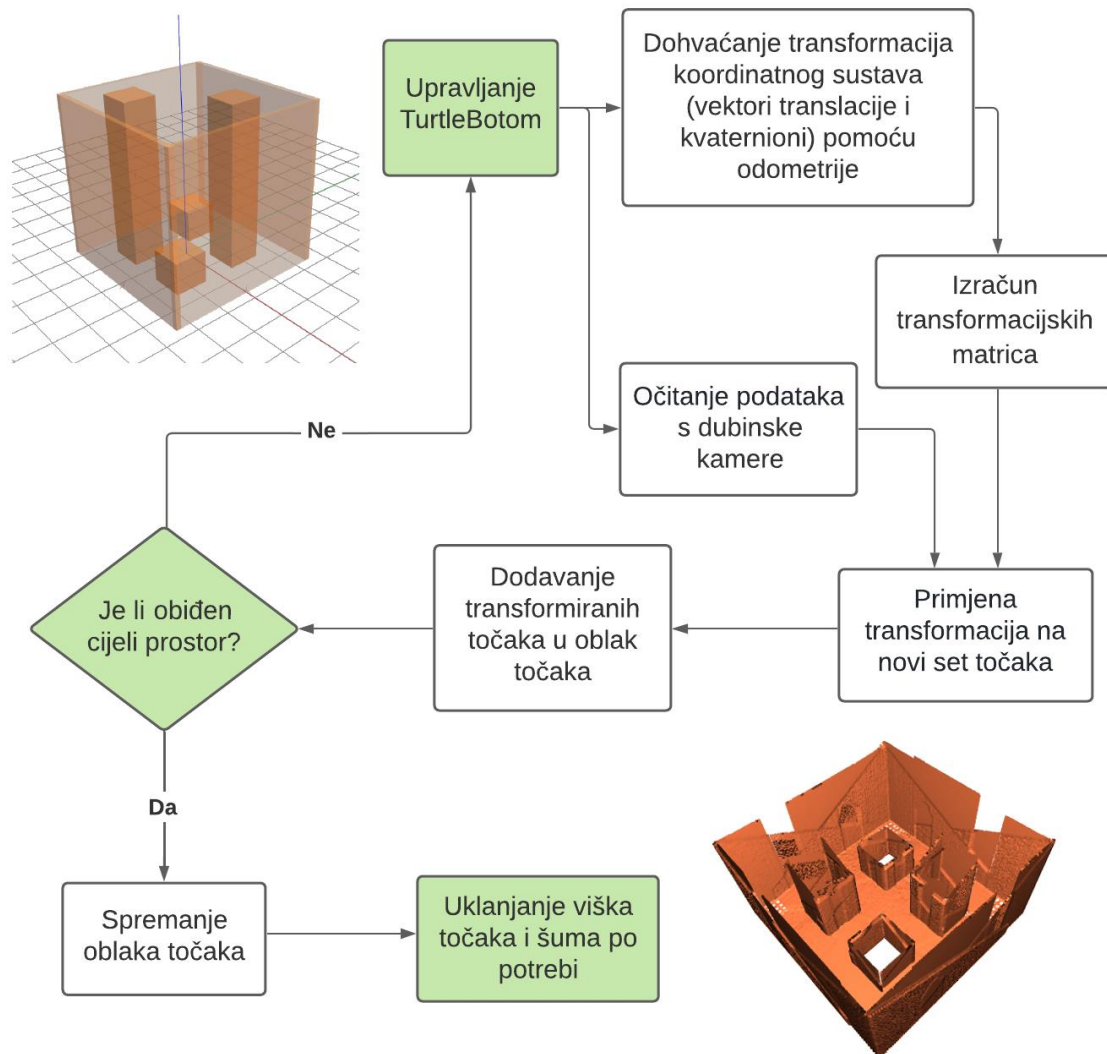 Upravljanje
TurtleBotom
Dohvaćanje transformacija
koordinatnog sustava
(vektori translacije i
kvaternioni) pomoću
odometrije
Izračun
transformacijskih
matrica
Očitanje podataka
s dubinske
kamere
Ne
Primjena
transformacija na
novi set točaka
Dodavanje
transformiranih
točaka u oblak
točaka
Je li obiđen
cijeli prostor?
Da
Spremanje
oblaka točaka
Uklanjanje viška
točaka i šuma po
potrebi